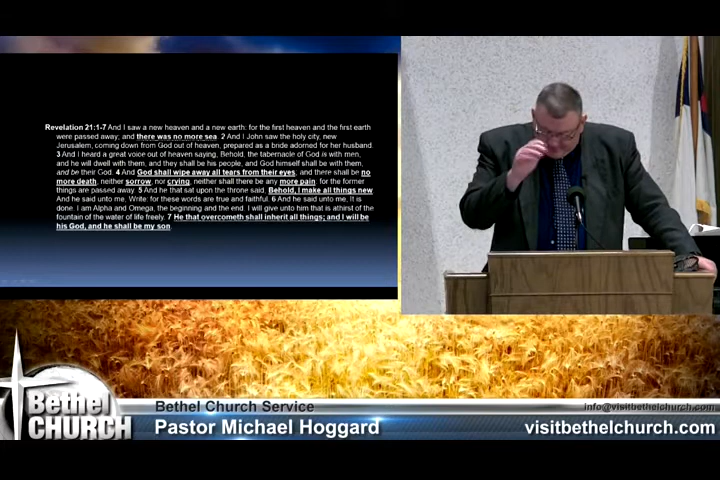 Revelation 21:1-7 And I saw a new heaven and a new earth: for the first heaven and the first earth
were passed away; and there was no more sea. 2 And I John saw the holy city, new
Jerusalem, coming down from God out of heaven, prepared as a bride adorned for her husband.
3 And I heard a great voice out of heaven saying, Behold, the tabernacle of God is with men,
and he will dwell with them, and they shall be his people, and God himself shall be with them,
and be their God. 4 And God shall wipe away all tears from their eyes; and there shall be no
more death, neither sorrow, nor crying, neither shall there be any more pain: for the former
things are passed away. 5 And he that sat upon the throne said, Behold, I make all things new.
And he said unto me, Write: for these words are true and faithful. 6 And he said unto me, It is
done. I am Alpha and Omega, the beginning and the end. I will give unto him that is athirst of the
fountain of the water of life freely. 7 He that overcometh shall inherit all things; and I will be
his God, and he shall be my son.
Bethel
CHURCH
Bethel Church Service
info@visitbethelchurch.com
Pastor Michael Hoggard
visitbethelchurch.com